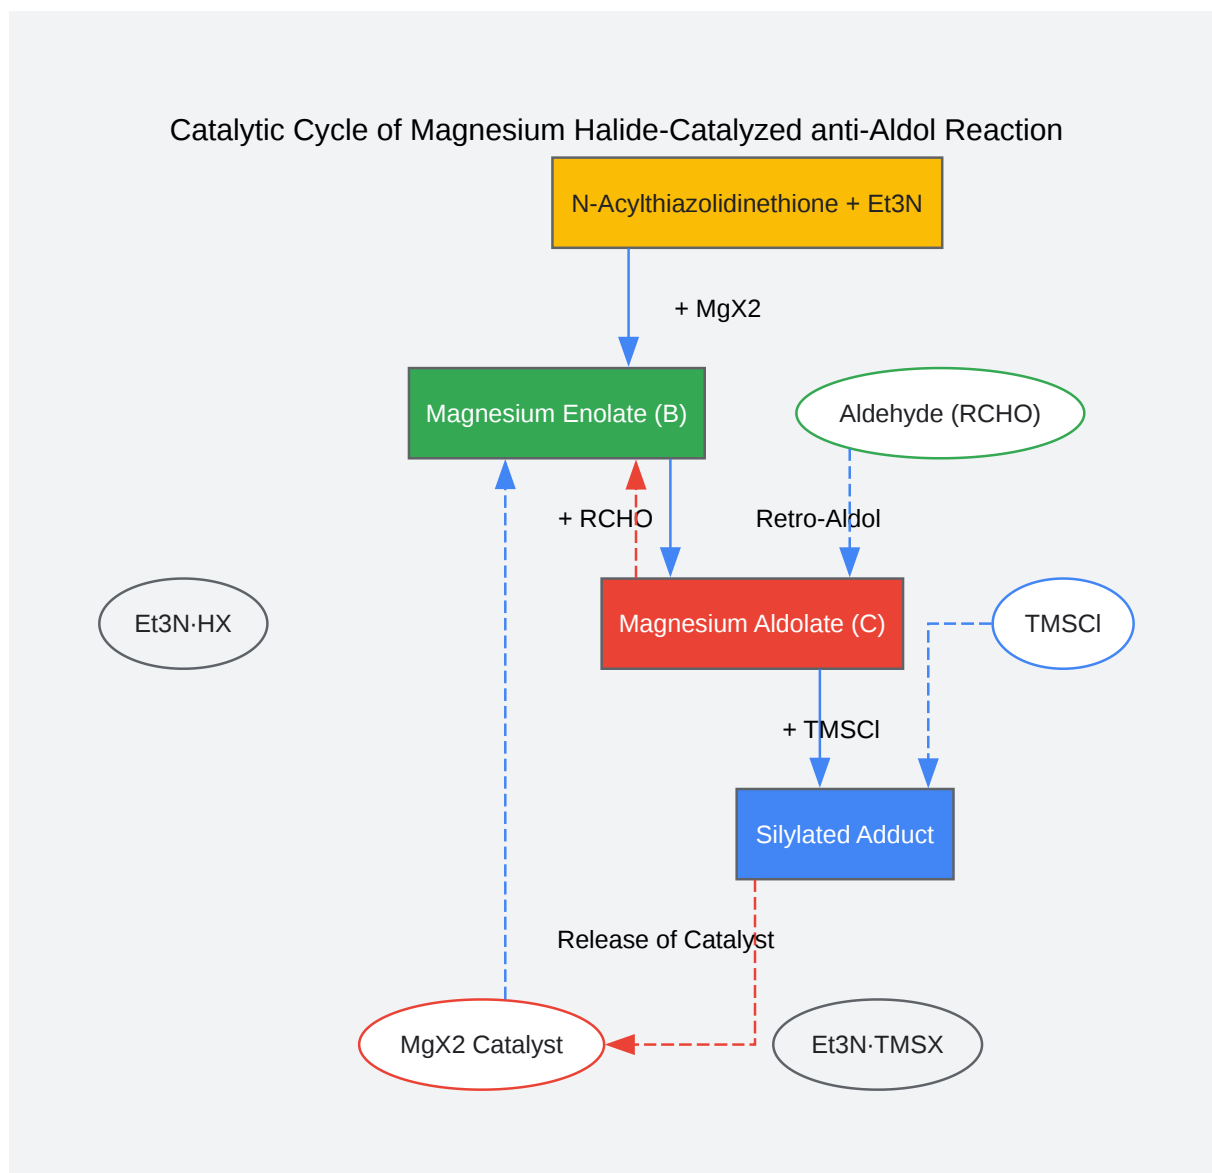 Catalytic Cycle of Magnesium Halide-Catalyzed anti-Aldol Reaction
N-Acylthiazolidinethione + Et3N
+ MgX2
Magnesium Enolate (B)
Aldehyde (RCHO)
+ RCHO
Retro-Aldol
Et3N·HX
Magnesium Aldolate (C)
TMSCl
+ TMSCl
Silylated Adduct
Release of Catalyst
MgX2 Catalyst
Et3N·TMSX